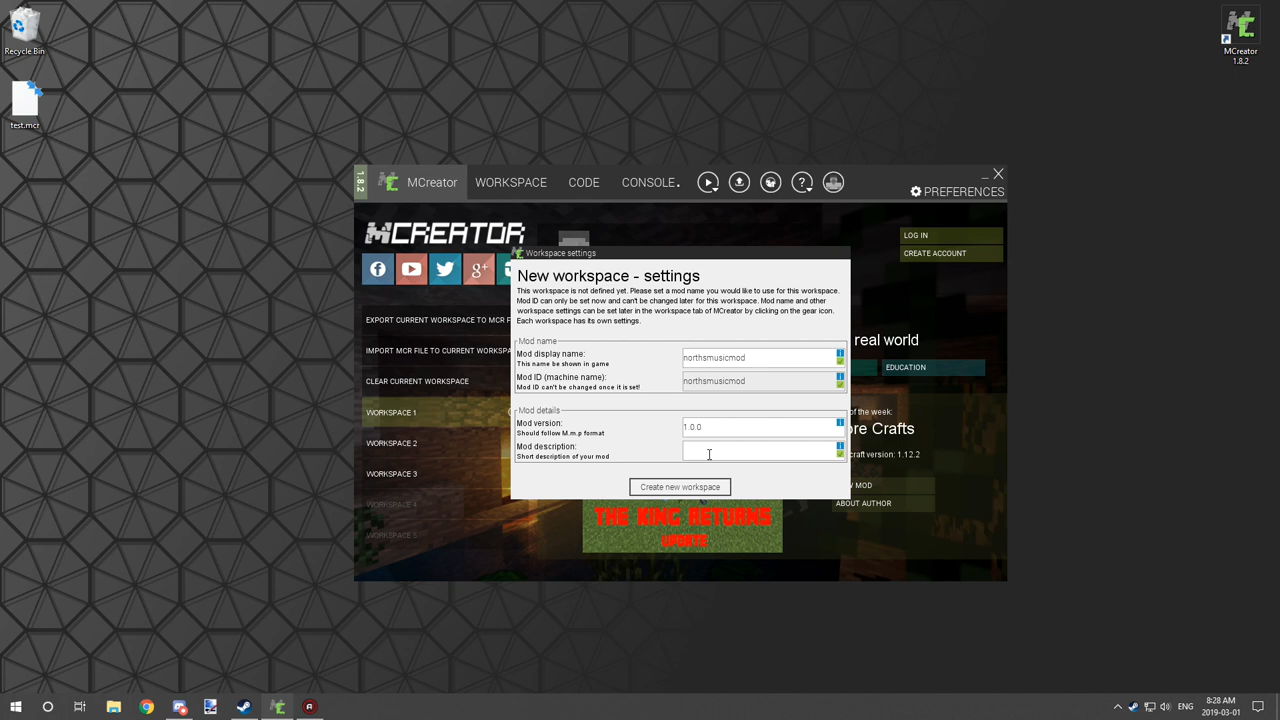 Recycle Bin
test.mcr
MCreator
1.8.2
1.8.2
MCreator
WORKSPACE
CODE
CONSOLE.
PREFERENCES
MCREATOR
LOG IN
CREATE ACCOUNT
Workspace settings
New workspace - settings
This workspace is not defined yet. Please set a mod name you would like to use for this workspace.
Mod ID can only be set now and can't be changed later for this workspace. Mod name and other
workspace settings can be set later in the workspace tab of MCreator by clicking on the gear icon.
Each workspace has its own settings.
Mod name
Mod display name:
This name be shown in game
northsmusicmod
Mod ID (machine name):
Mod ID can't be changed once it is set!
northsmusicmod
Mod details
Mod version:
Should follow M.m.p format
1.0.0
Mod description:
Short description of your mod
Create new workspace
EXPORT CURRENT WORKSPACE TO MCR F
IMPORT MCR FILE TO CURRENT WORKSPA
CLEAR CURRENT WORKSPACE
WORKSPACE 1
WORKSPACE 2
WORKSPACE 3
WORKSPACE 4
WORKSPACE 5
real world
EDUCATION
of the week:
ore Crafts
craft version: 1.12.2
MOD
ABOUT AUTHOR
THE KING RETURNS
UPDATE
ENG
8:28 AM
2019-03-01